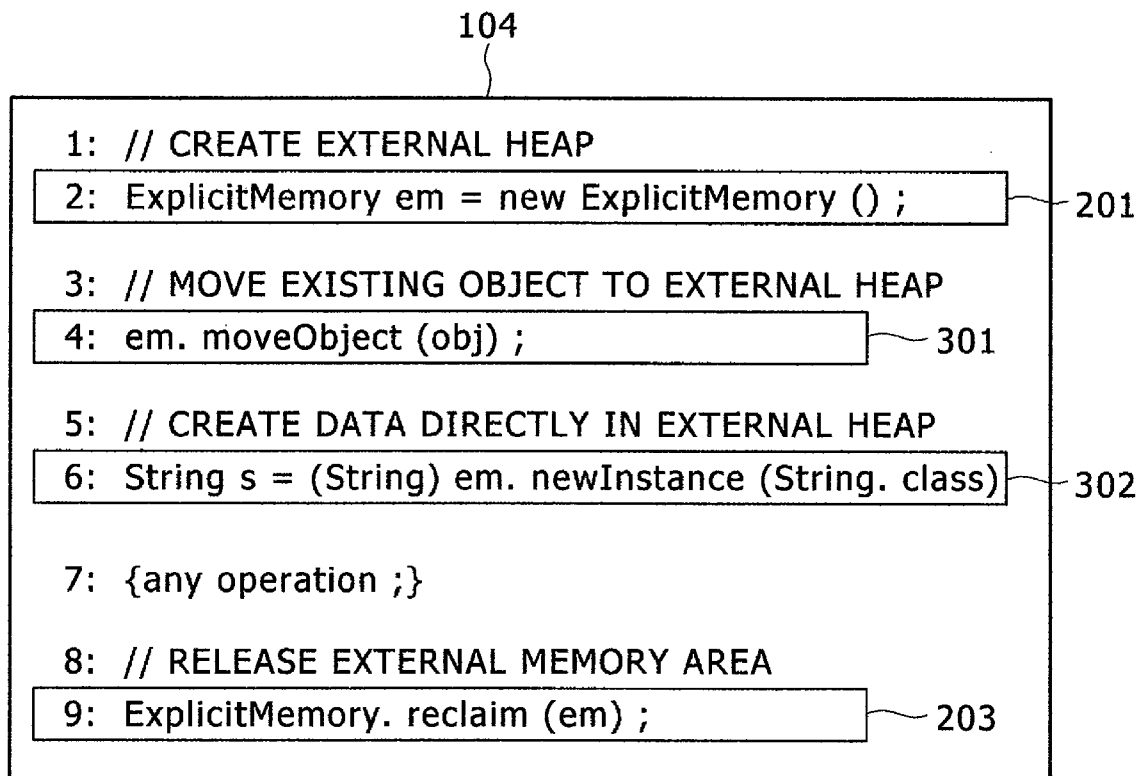 104
1: // CREATE EXTERNAL HEAP
2: ExplicitMemory em = new ExplicitMemory () ;
201
3: // MOVE EXISTING OBJECT TO EXTERNAL HEAP
4: em. moveObject (obj) ;
301
5: // CREATE DATA DIRECTLY IN EXTERNAL HEAP
6: String s = (String) em. newInstance (String. class)
302
7: {any operation ;}
8: // RELEASE EXTERNAL MEMORY AREA
9: ExplicitMemory. reclaim (em) ;
203